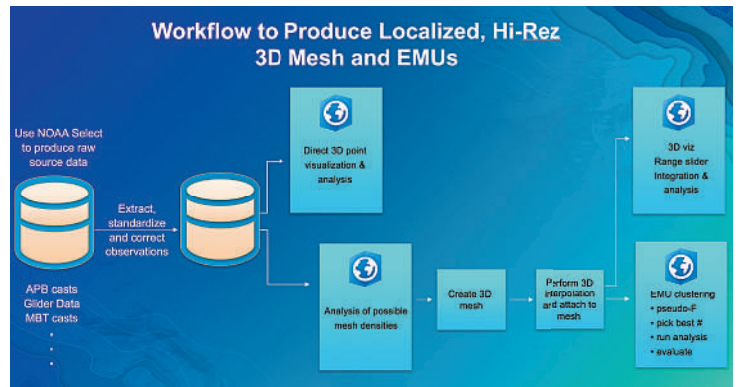 Workflow to Produce Localized, Hi-Rez
3D Mesh and EMUs
Use NOAA Select
to produce raw
source data
APB casts
Glider Data
MBT casts
Extract,
standardize
and correct
observations
Direct 3D point
visualization &
analysis
Analysis of possible
mesh densities
Create 3D
mesh
Perform 3D
interpolation
and attach to
mesh
3D viz
Range slider
Integration &
analysis
EMU clustering
• pseudo-F
• pick best #
• run analysis
• evaluate